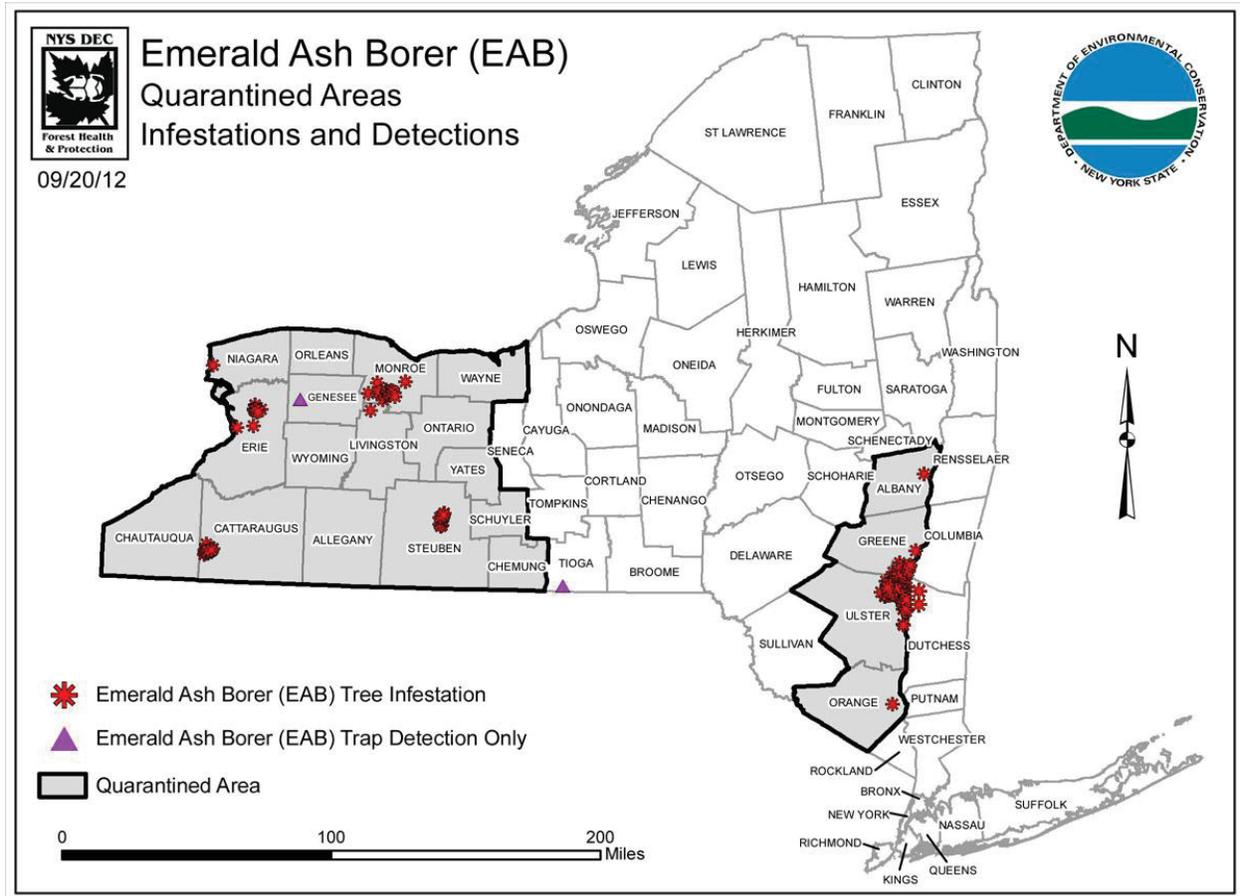 NYS DEC
Forest Health
& Protection
09/20/12
Emerald Ash Borer (EAB)
Quarantined Areas
Infestations and Detections
DEPARTMENT OF ENVIRONMENTAL CONSERVATION
• NEW YORK STATE •
CLINTON
FRANKLIN
ST LAWRENCE
ESSEX
JEFFERSON
LEWIS
HAMILTON
WARREN
OSWEGO
HERKIMER
WASHINGTON
ONEIDA
NIAGARA
ORLEANS
MONROE
WAYNE
FULTON
SARATOGA
GENESEE
ONONDAGA
MONTGOMERY
ONTARIO
CAYUGA
MADISON
SCHENECTADY
ERIE
WYOMING
LIVINGSTON
SENECA
RENSSELAER
YATES
OTSEGO
SCHOHARIE
ALBANY
CORTLAND
CHENANGO
TOMPKINS
CHAUTAUQUA
CATTARAUGUS
ALLEGANY
STEUBEN
SCHUYLER
GREENE
COLUMBIA
CHEMUNG
TIOGA
BROOME
DELAWARE
ULSTER
SULLIVAN
DUTCHESS
ORANGE
PUTNAM
WESTCHESTER
ROCKLAND
BRONX
NEW YORK
SUFFOLK
NASSAU
RICHMOND
KINGS
QUEENS
N
Emerald Ash Borer (EAB) Tree Infestation
Emerald Ash Borer (EAB) Trap Detection Only
Quarantined Area
0 100 200
Miles